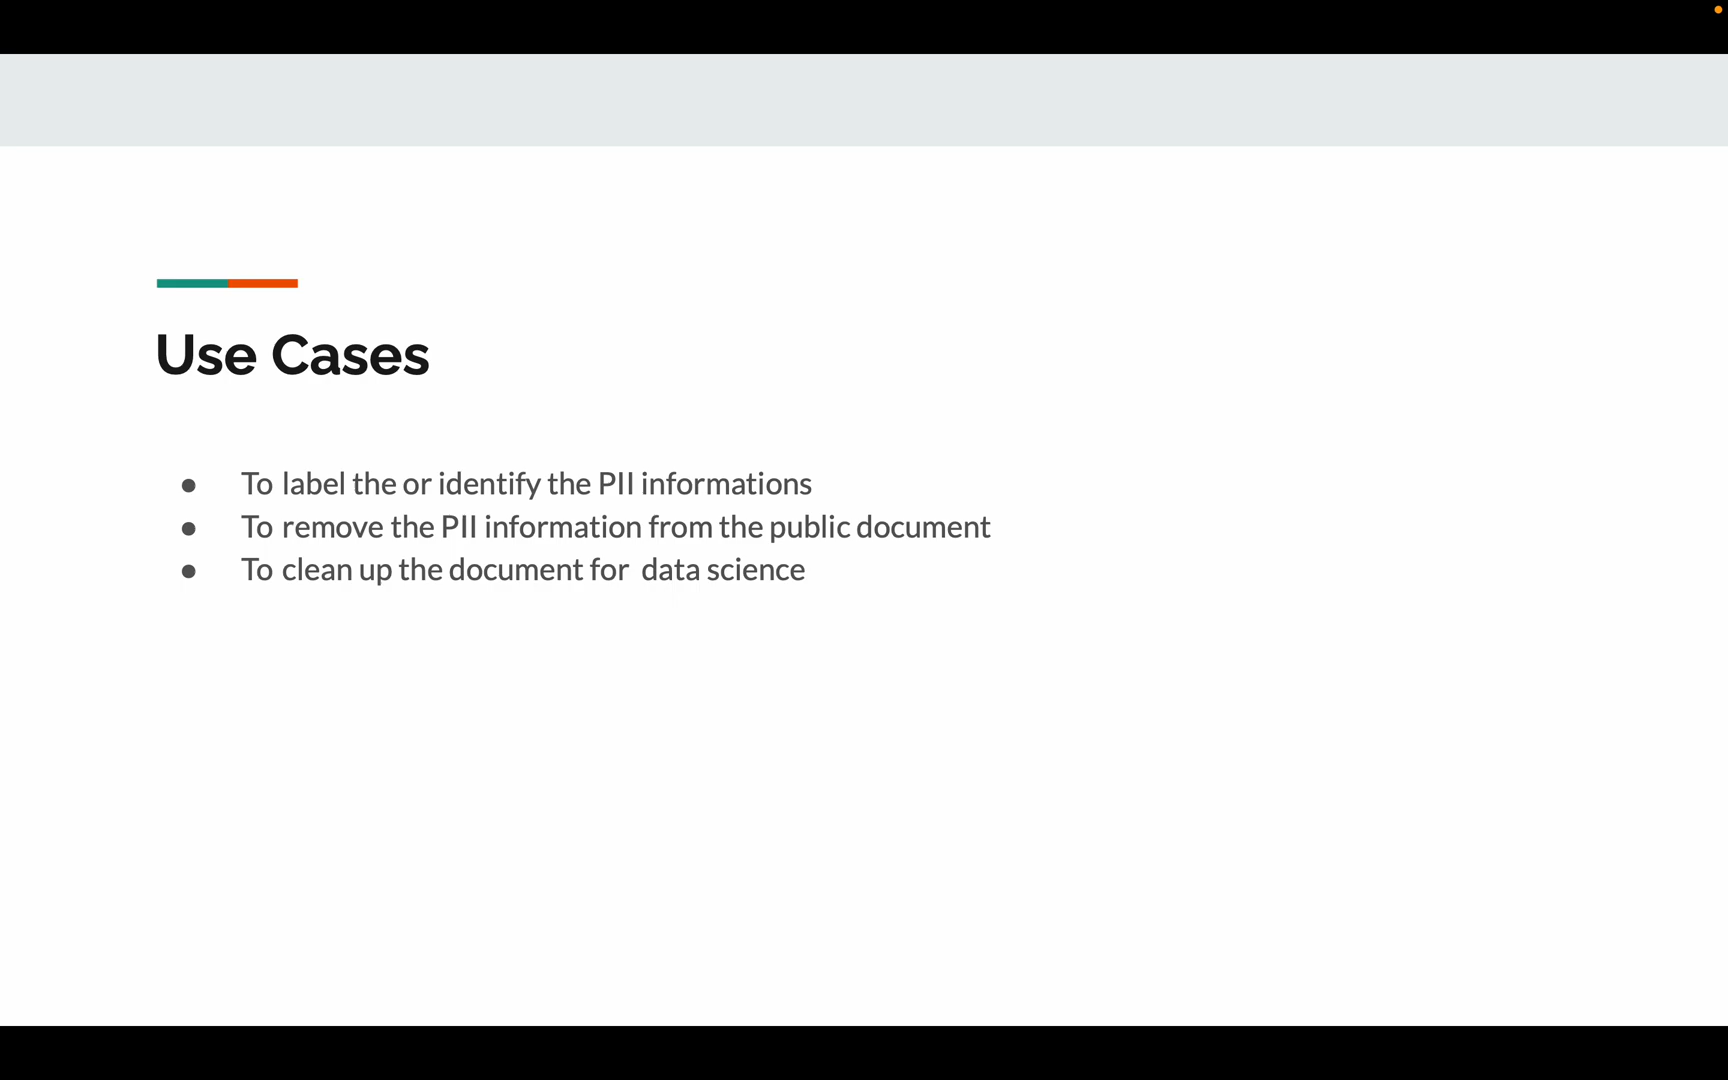 Use Cases
● To label the or identify the PII informations
● To remove the PII information from the public document
● To clean up the document for  data science